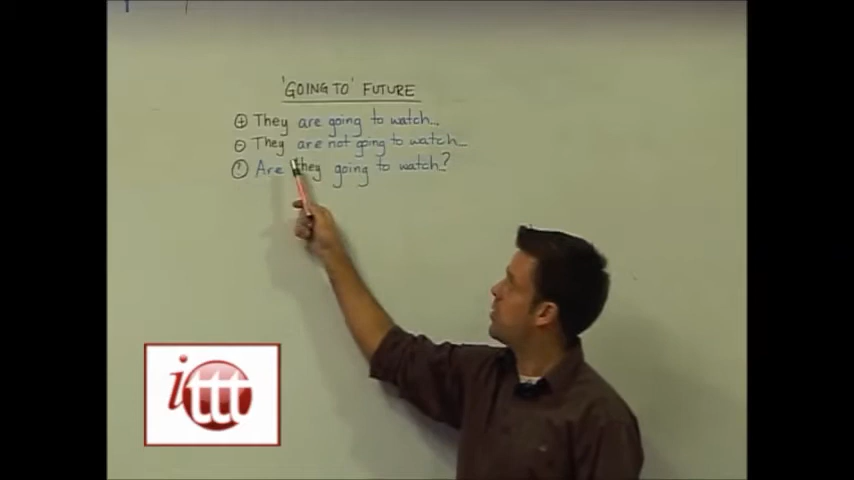 'GOING TO' FUTURE
+ They are going to watch...
- They are not going to watch...
? Are they going to watch..?
ittt